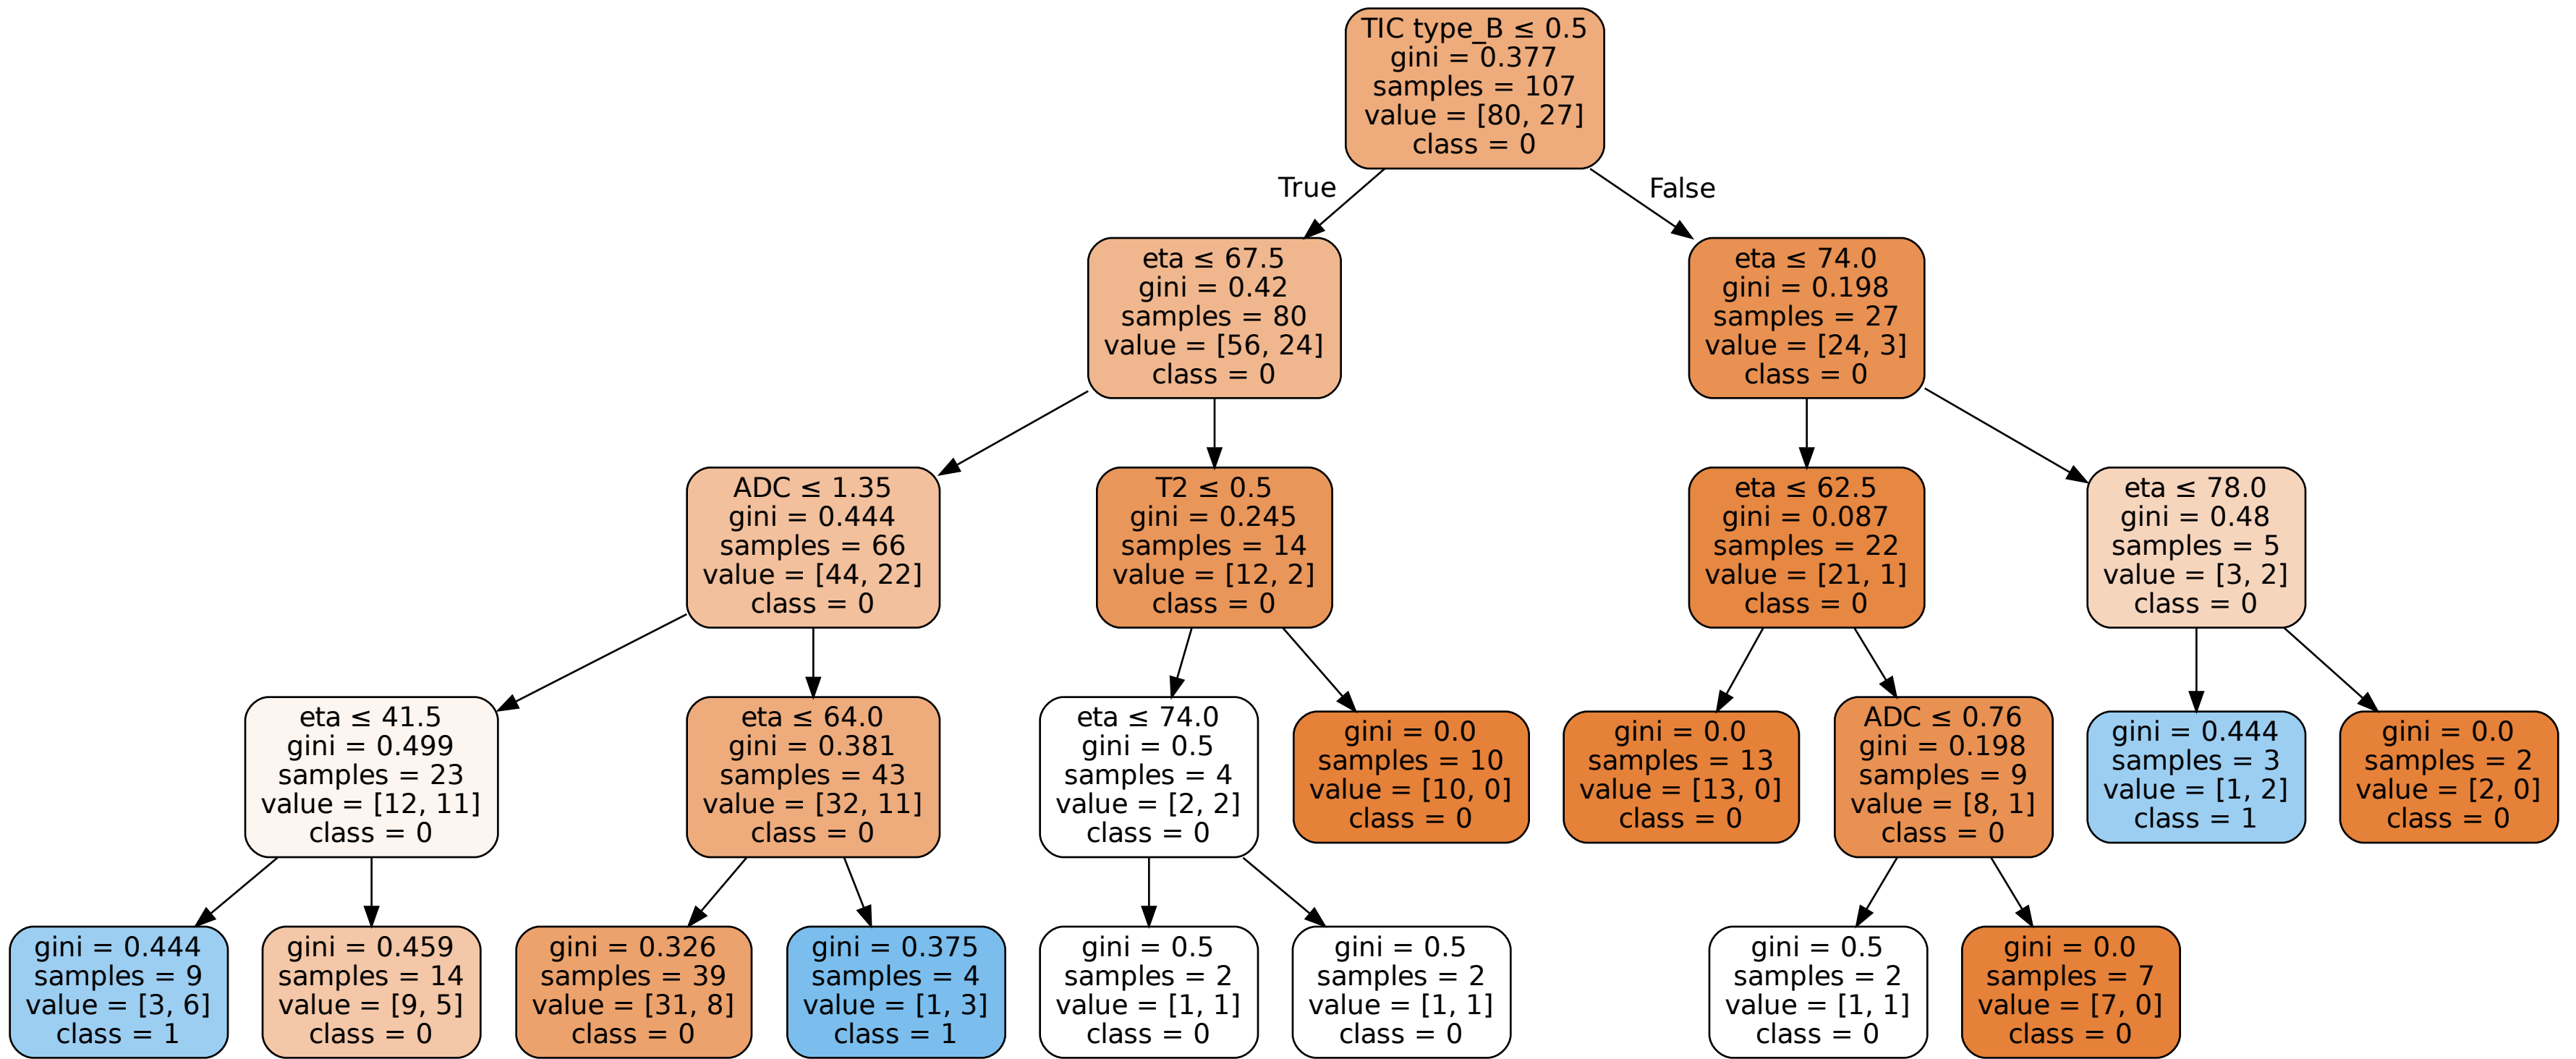 TIC type_B ≤ 0.5
gini = 0.377
samples = 107
value = [80, 27]
class = 0
True
False
eta ≤ 67.5
gini = 0.42
samples = 80
value = [56, 24]
class = 0
eta ≤ 74.0
gini = 0.198
samples = 27
value = [24, 3]
class = 0
ADC ≤ 1.35
gini = 0.444
samples = 66
value = [44, 22]
class = 0
T2 ≤ 0.5
gini = 0.245
samples = 14
value = [12, 2]
class = 0
eta ≤ 62.5
gini = 0.087
samples = 22
value = [21, 1]
class = 0
eta ≤ 78.0
gini = 0.48
samples = 5
value = [3, 2]
class = 0
eta ≤ 41.5
gini = 0.499
samples = 23
value = [12, 11]
class = 0
eta ≤ 64.0
gini = 0.381
samples = 43
value = [32, 11]
class = 0
eta ≤ 74.0
gini = 0.5
samples = 4
value = [2, 2]
class = 0
gini = 0.0
samples = 10
value = [10, 0]
class = 0
gini = 0.0
samples = 13
value = [13, 0]
class = 0
ADC ≤ 0.76
gini = 0.198
samples = 9
value = [8, 1]
class = 0
gini = 0.444
samples = 3
value = [1, 2]
class = 1
gini = 0.0
samples = 2
value = [2, 0]
class = 0
gini = 0.444
samples = 9
value = [3, 6]
class = 1
gini = 0.459
samples = 14
value = [9, 5]
class = 0
gini = 0.326
samples = 39
value = [31, 8]
class = 0
gini = 0.375
samples = 4
value = [1, 3]
class = 1
gini = 0.5
samples = 2
value = [1, 1]
class = 0
gini = 0.5
samples = 2
value = [1, 1]
class = 0
gini = 0.5
samples = 2
value = [1, 1]
class = 0
gini = 0.0
samples = 7
value = [7, 0]
class = 0